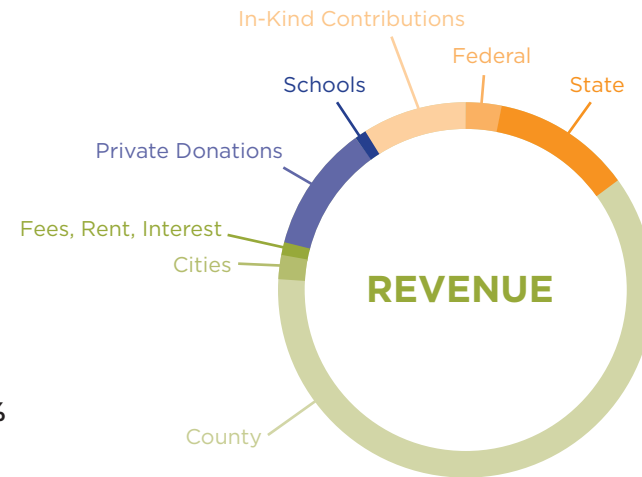 In-Kind Contributions
Federal
Schools
State
Private Donations
Fees, Rent, Interest
Cities
REVENUE
%
County